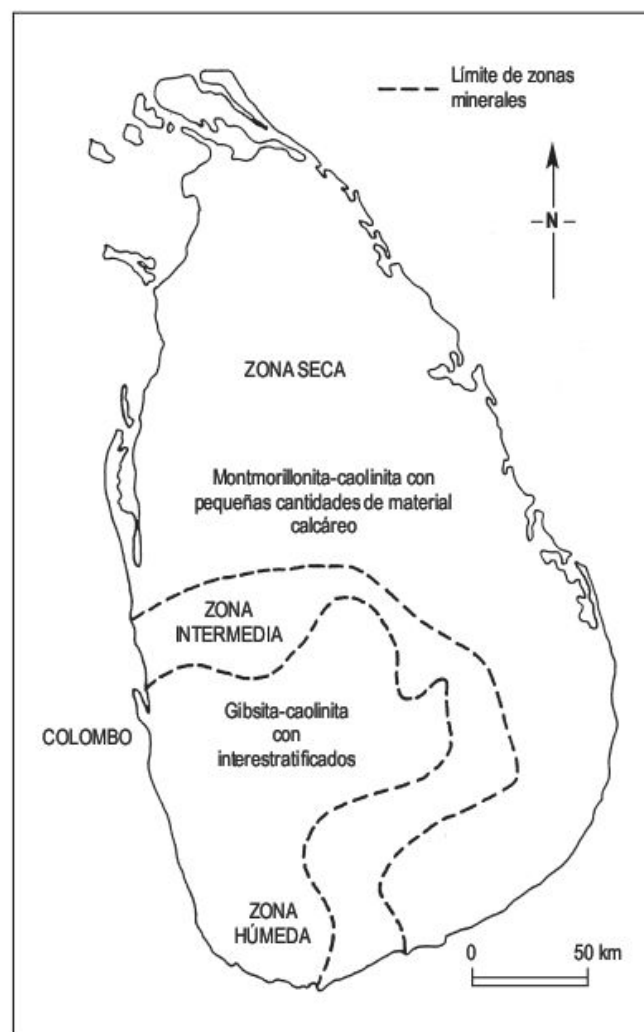 Límite de zonas
minerales
– N –
ZONA SECA
Montmorillonita-caolinita con
pequeñas cantidades de material
calcáreo
ZONA
INTERMEDIA
Gibsita-caolinita
con
interestratificados
COLOMBO
ZONA
HÚMEDA
0 50 km